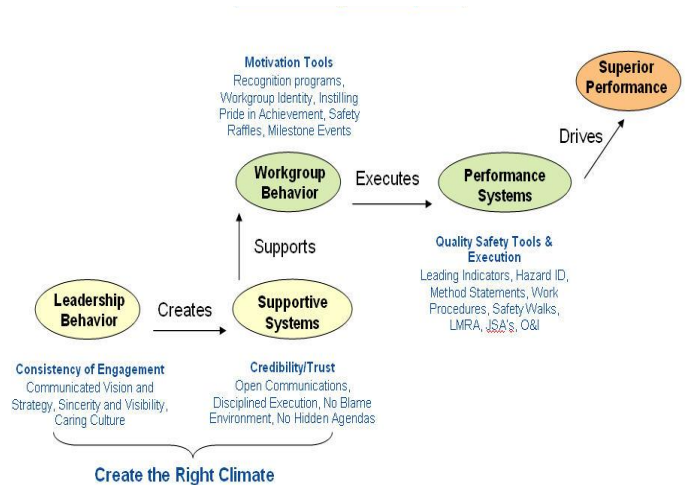 Motivation Tools
Recognition programs,
Workgroup Identity, Instilling
Pride in Achievement, Safety
Raffles, Milestone Events
Superior
Performance
Drives
Workgroup
Behavior
Executes
Performance
Systems
Supports
Quality Safety Tools &
Execution
Leading Indicators, Hazard ID,
Method Statements, Work
Procedures, Safety Walks,
LMRA, JSA's, O&I
Leadership
Behavior
Creates
Supportive
Systems
Consistency of Engagement
Communicated Vision and
Strategy, Sincerity and Visibility,
Caring Culture
Credibility/Trust
Open Communications,
Disciplined Execution, No Blame
Environment, No Hidden Agendas
Create the Right Climate